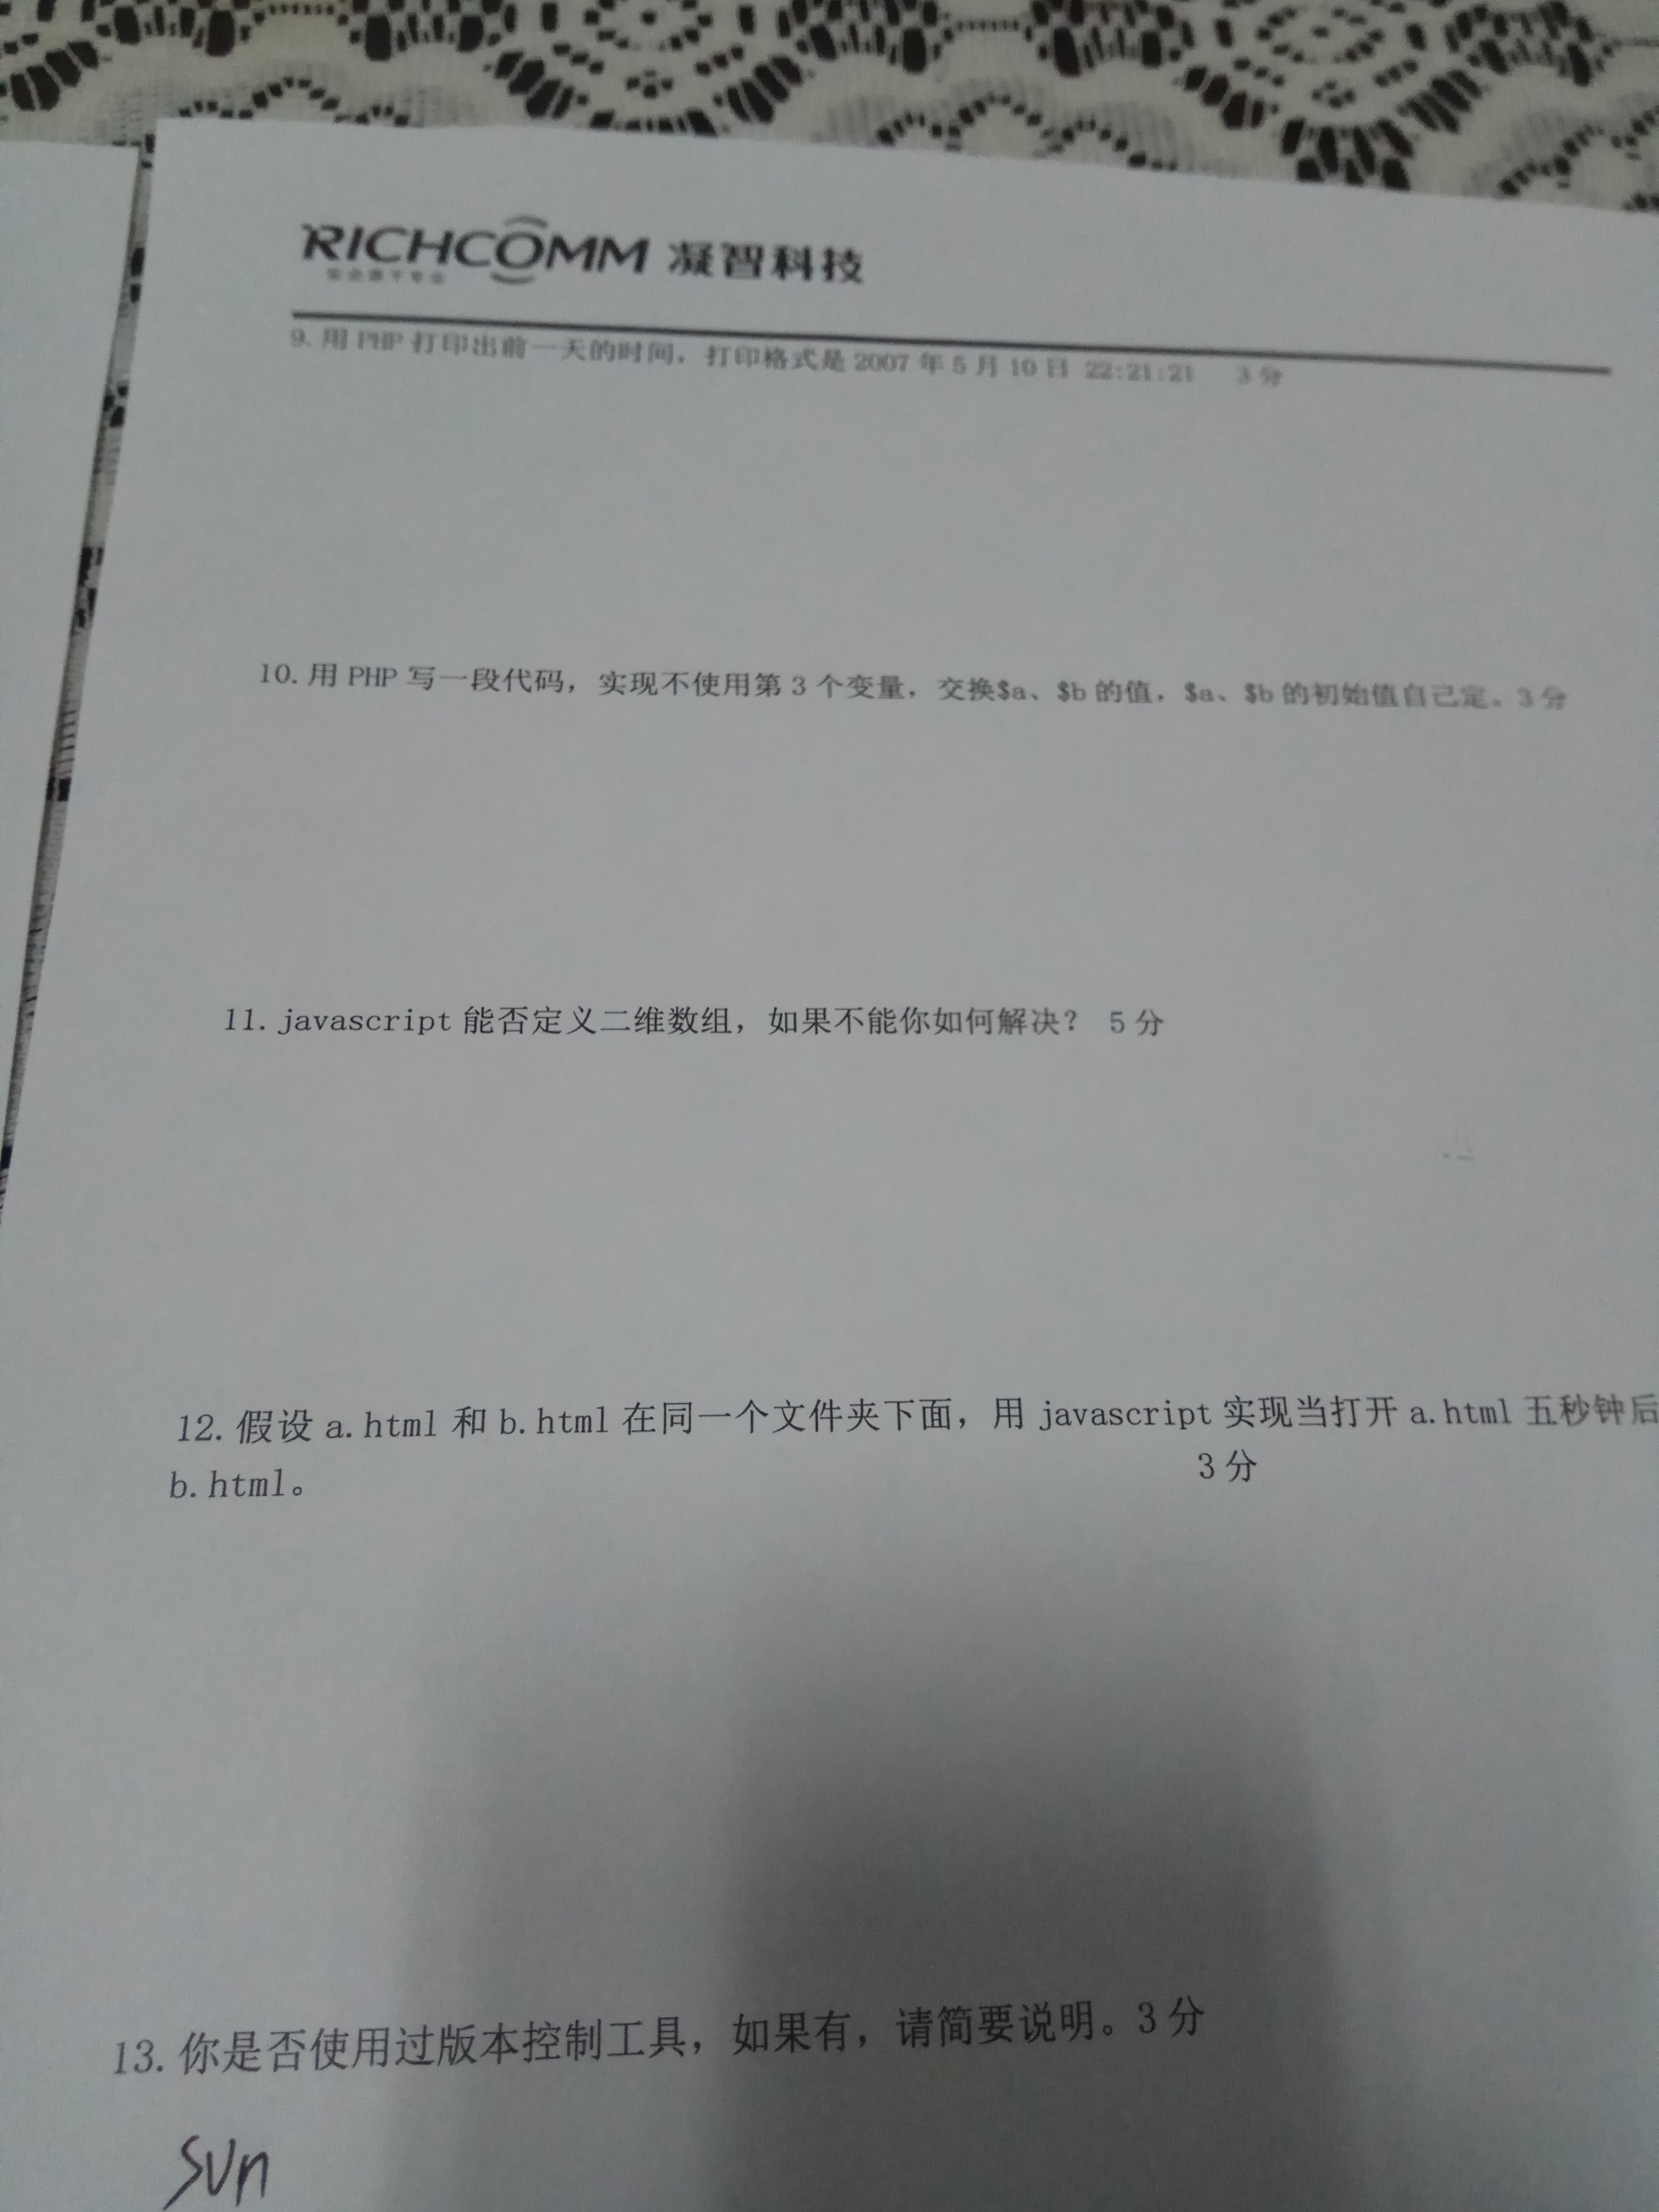 RICHCOMM 凝智科技
9. 用 PHP 打印出前一天的时间，打印格式是 2007 年 5 月 10 日 22:21:21 3 分
10. 用 PHP 写一段代码，实现不使用第 3 个变量，交换$a、$b 的值，$a、$b 的初始值自己定。3 分
11. javascript 能否定义二维数组，如果不能你如何解决？ 5 分
12. 假设 a.html 和 b.html 在同一个文件夹下面，用 javascript 实现当打开 a.html 五秒钟后
b.html。 3 分
13. 你是否使用过版本控制工具，如果有，请简要说明。3 分
svn